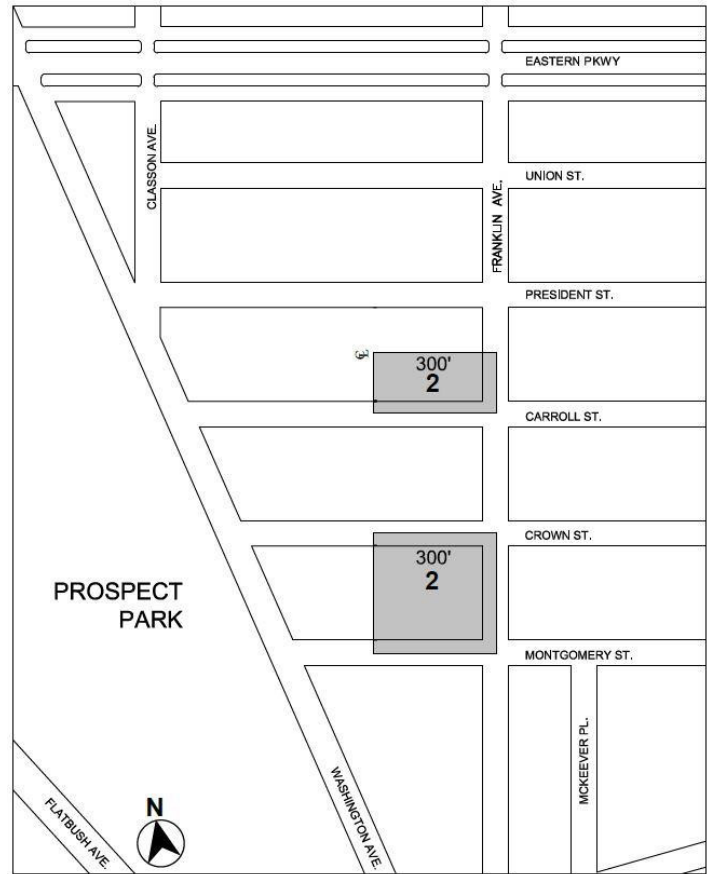 EASTERN PKWY
CLASSON AVE.
UNION ST.
FRANKLIN AVE.
PRESIDENT ST.
℄
300'
2
CARROLL ST.
CROWN ST.
300'
2
PROSPECT
PARK
MONTGOMERY ST.
MCKEEVER PL.
WASHINGTON AVE.
FLATBUSH AVE.
N